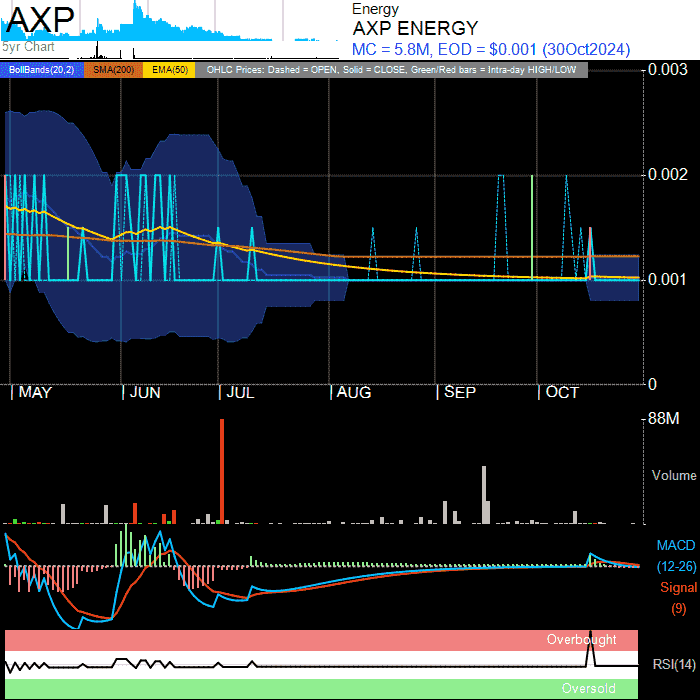 AXP
5yr Chart
Energy
AXP ENERGY
MC = 5.8M, EOD = $0.001 (30Oct2024)
BollBands(20,2) SMA(200) EMA(50) OHLC Prices: Dashed = OPEN, Solid = CLOSE, Green/Red bars = Intra-day HIGH/LOW
0.003
0.002
0.001
0
MAY JUN JUL AUG SEP OCT
88M
Volume
MACD
(12-26)
Signal
(9)
Overbought
RSI(14)
Oversold